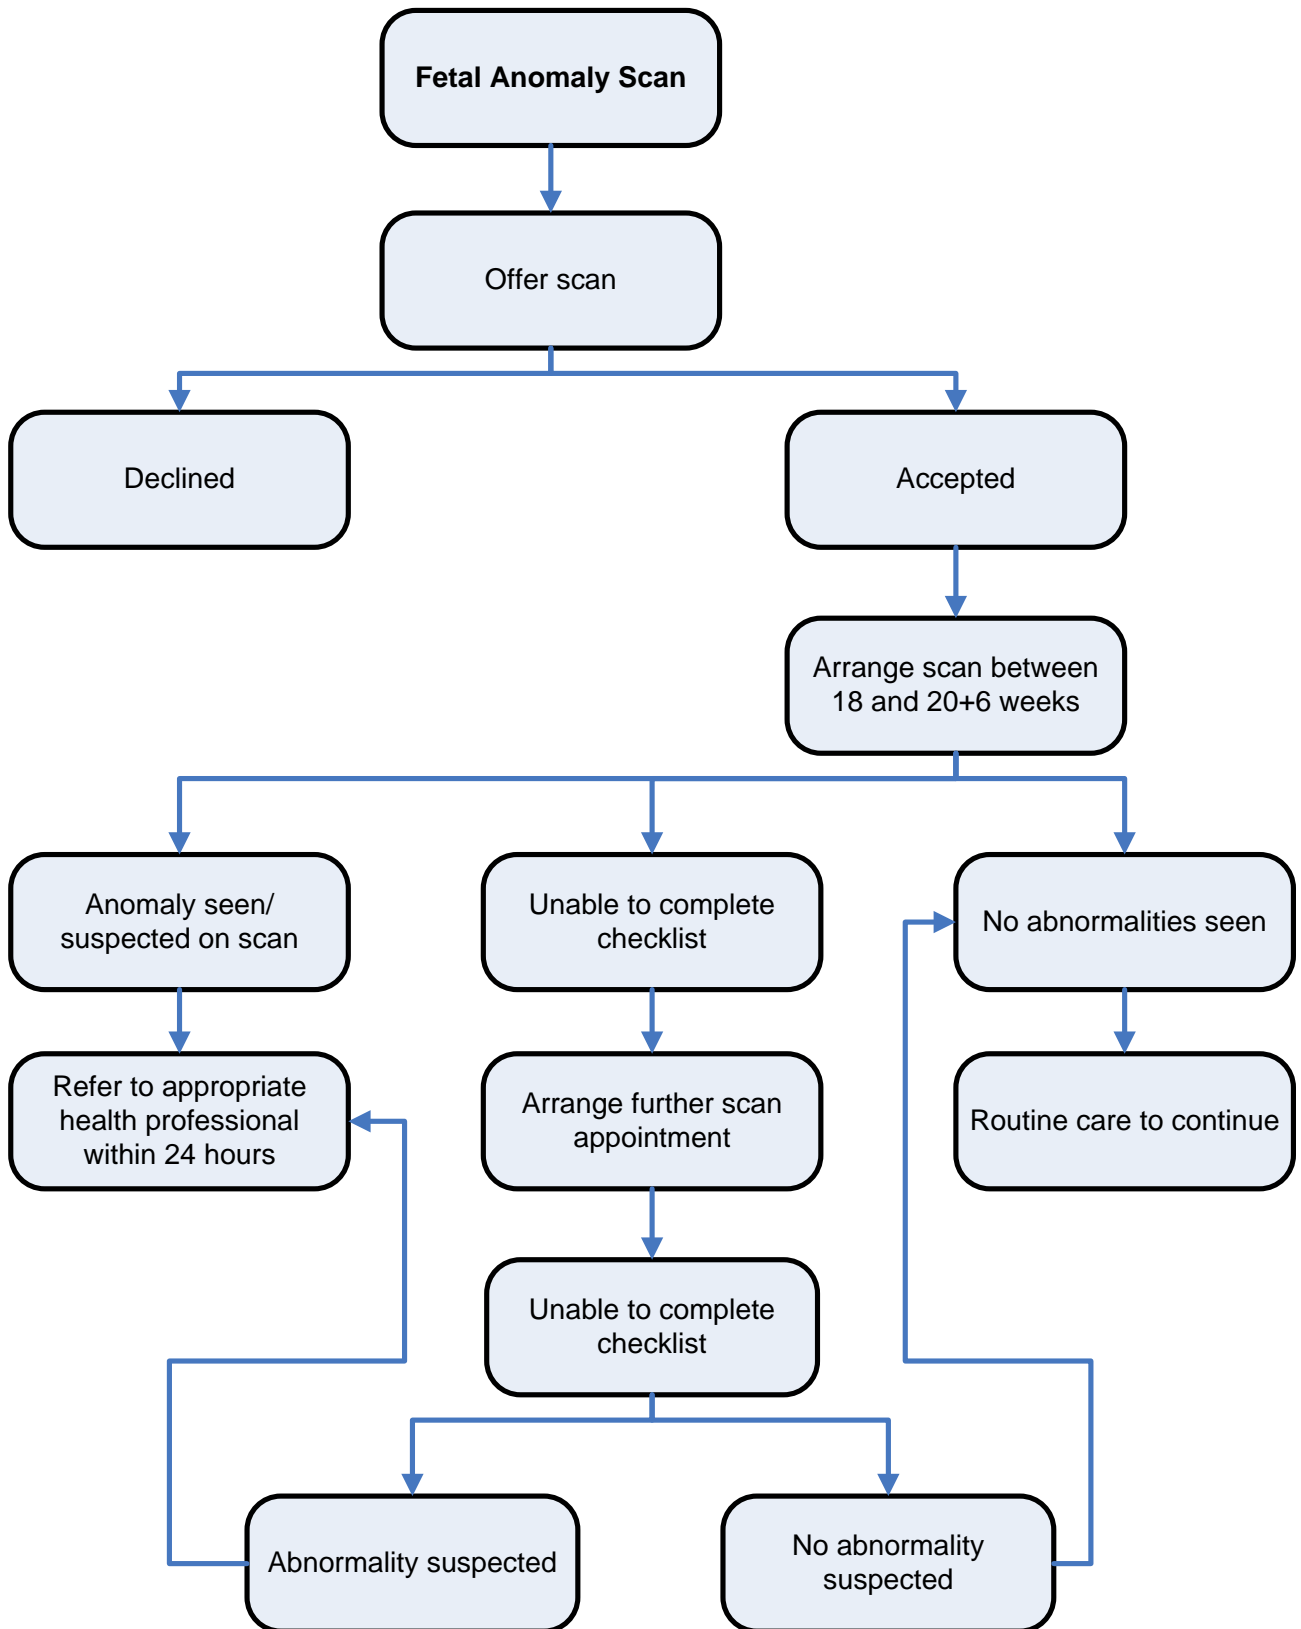 Fetal Anomaly Scan
Offer scan
Declined
Accepted
Arrange scan between
18 and 20+6 weeks
Anomaly seen/
suspected on scan
Unable to complete
checklist
No abnormalities seen
Refer to appropriate
health professional
within 24 hours
Arrange further scan
appointment
Routine care to continue
Unable to complete
checklist
Abnormality suspected
No abnormality
suspected